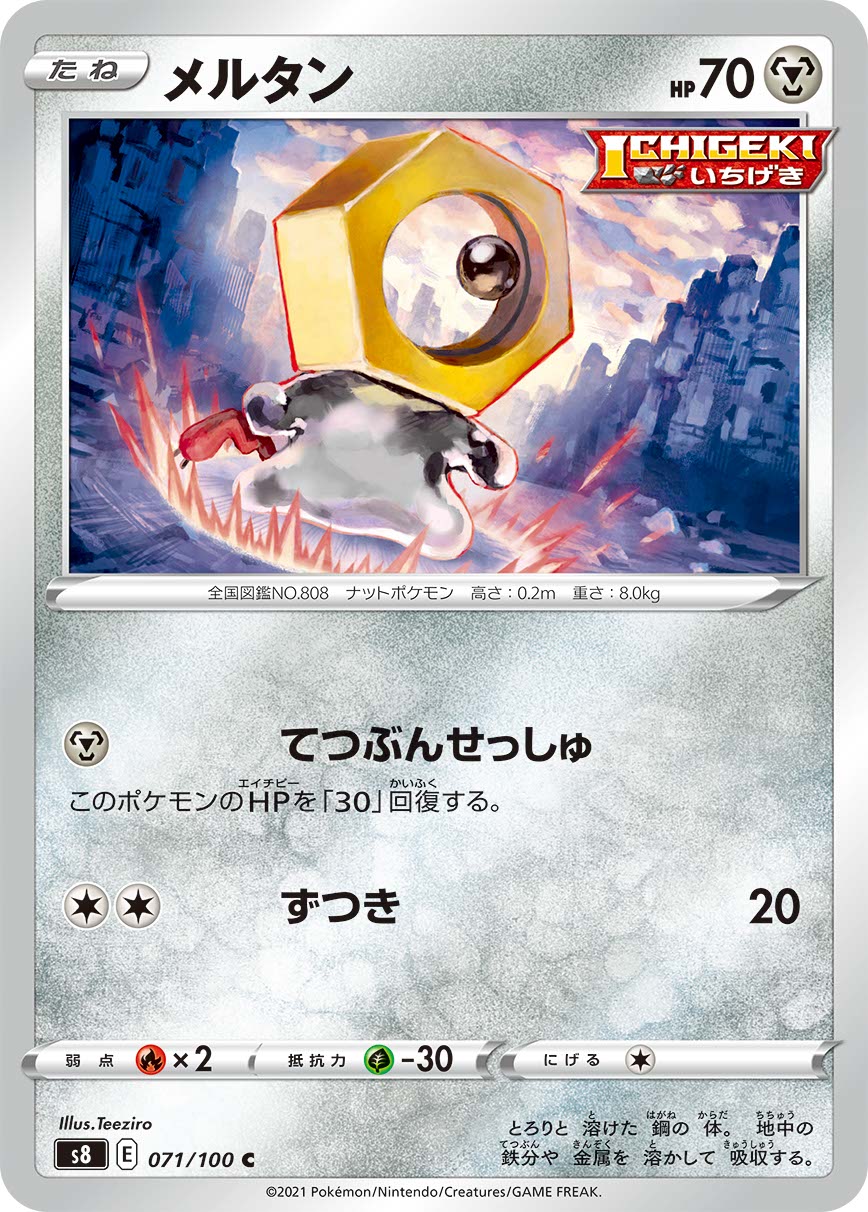 たね
メルタン
HP70
ICHIGEKI
いちげき
全国図鑑NO.808 ナットポケモン 高さ:0.2m 重さ:8.0kg
てつぶんせっしゅ
エイチピー かいふく
このポケモンのHPを「30」回復する。
ずつき 20
弱点 ×2 抵抗力 -30 にげる
Illus.Teeziro
s8 E 071/100 C
と はがね からだ ちちゅう
とろりと 溶けた 鋼の 体。 地中の
てつぶん きんぞく と きゅうしゅう
鉄分や 金属を 溶かして 吸収する。
©2021 Pokémon/Nintendo/Creatures/GAME FREAK.